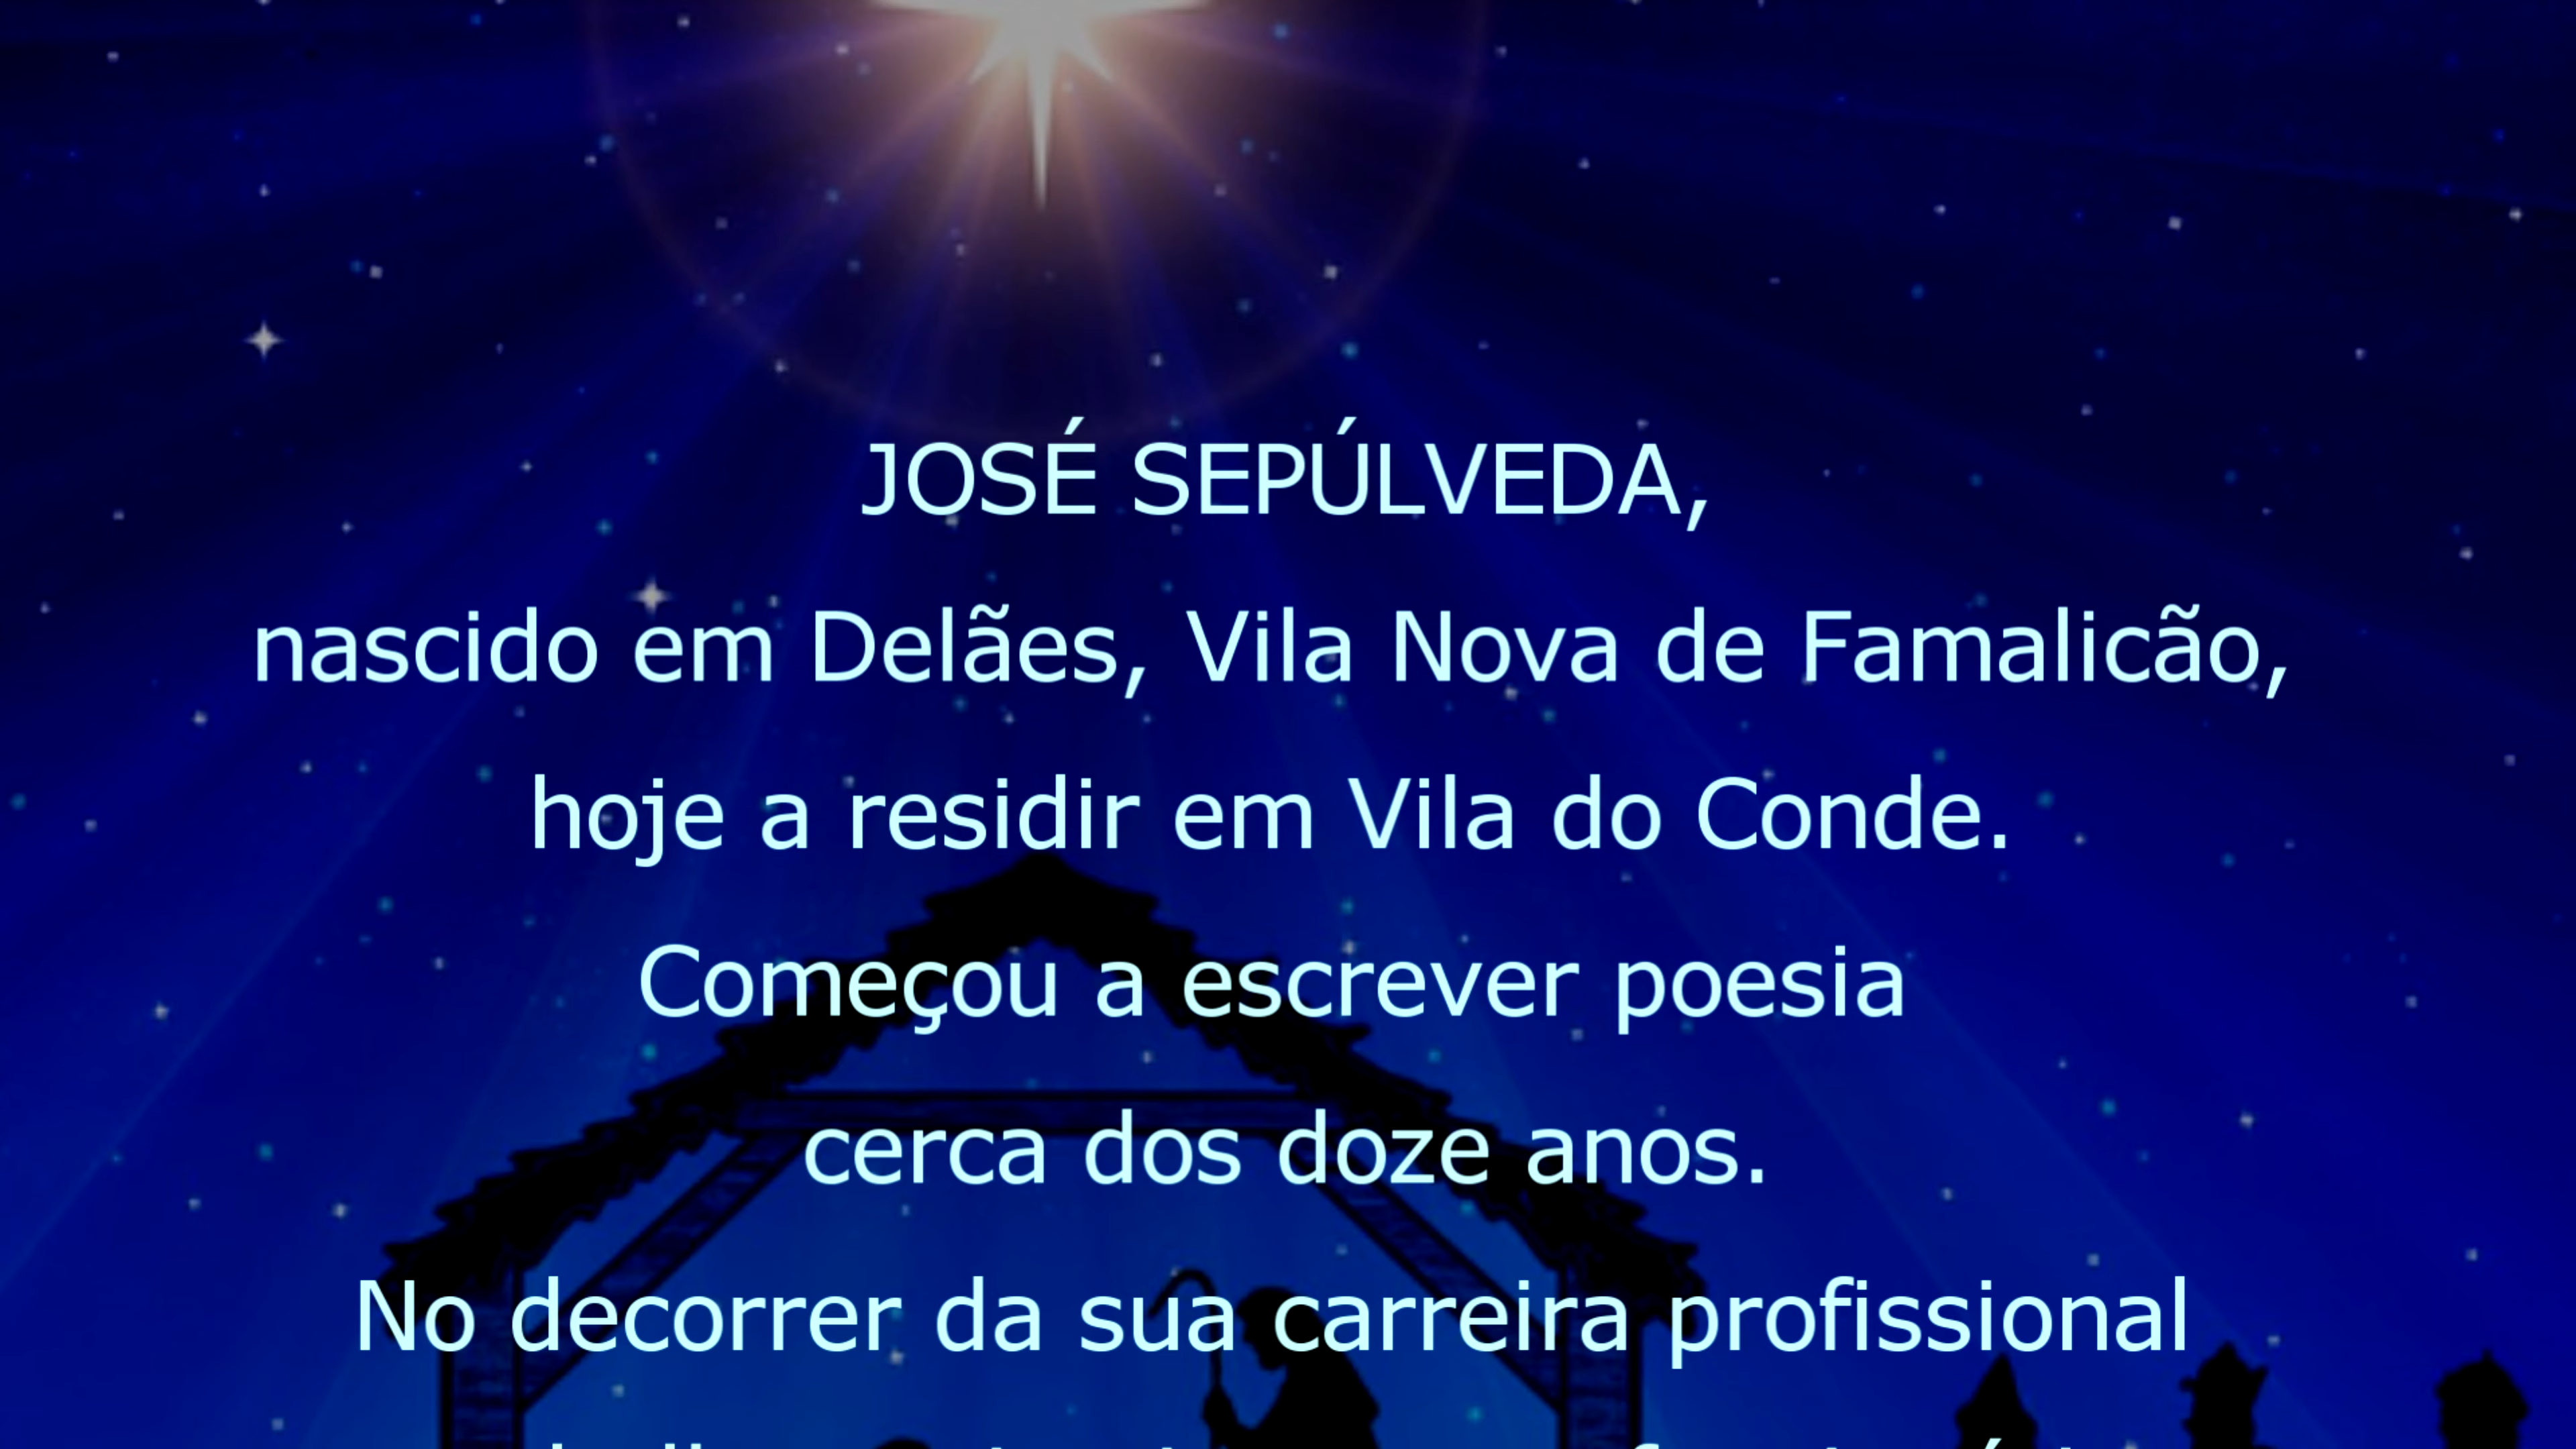 JOSÉ SEPÚLVEDA,
nascido em Delães, Vila Nova de Famalicão,
hoje a residir em Vila do Conde.
Começou a escrever poesia
cerca dos doze anos.
No decorrer da sua carreira profissional